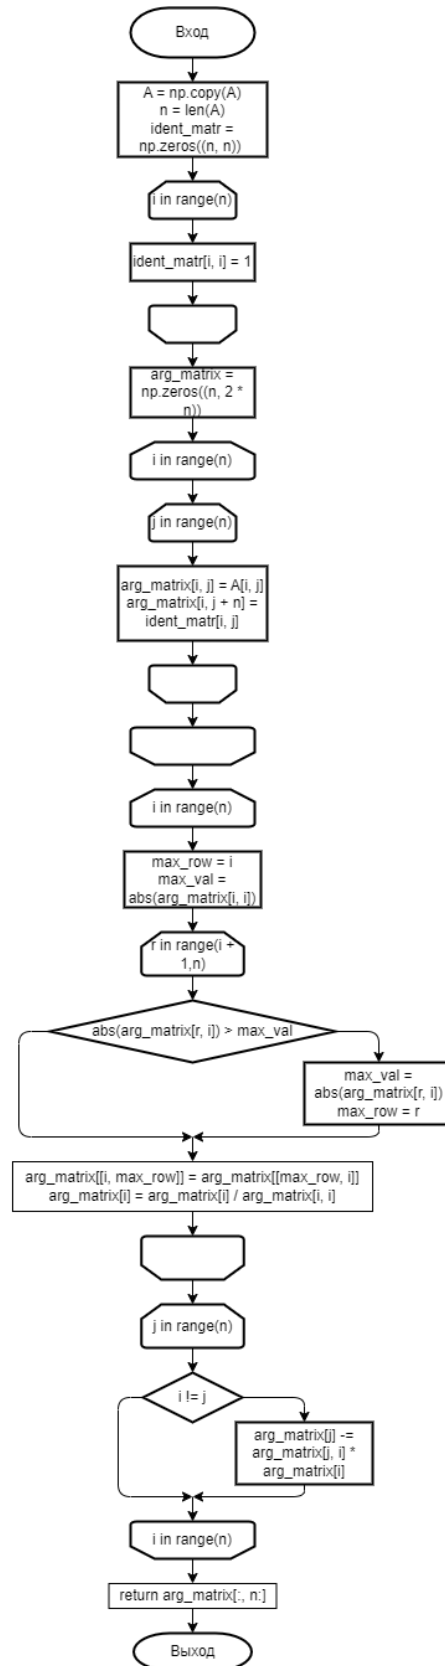 Вход
A = np.copy(A)
n = len(A)
ident_matr =
np.zeros((n, n))
i in range(n)
ident_matr[i, i] = 1
arg_matrix =
np.zeros((n, 2 *
n))
i in range(n)
j in range(n)
arg_matrix[i, j] = A[i, j]
arg_matrix[i, j + n] =
ident_matr[i, j]
i in range(n)
max_row = i
max_val =
abs(arg_matrix[i, i])
r in range(i +
1,n)
abs(arg_matrix[r, i]) > max_val
max_val =
abs(arg_matrix[r, i])
max_row = r
arg_matrix[[i, max_row]] = arg_matrix[[max_row, i]]
arg_matrix[i] = arg_matrix[i] / arg_matrix[i, i]
j in range(n)
i != j
arg_matrix[j] -=
arg_matrix[j, i] *
arg_matrix[i]
i in range(n)
return arg_matrix[:, n:]
Выход